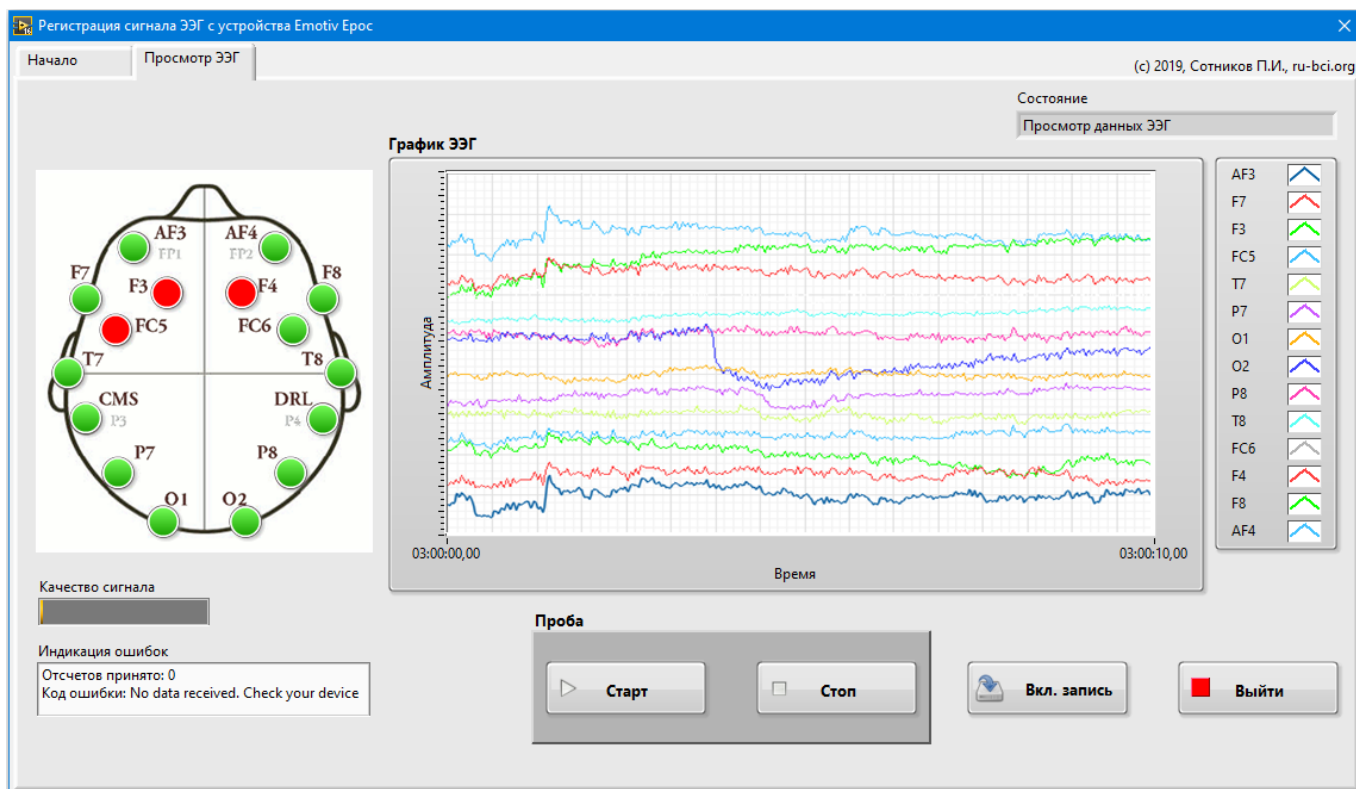 Регистрация сигнала ЭЭГ с устройства Emotiv Epoc
Начало
Просмотр ЭЭГ
(c) 2019, Сотников П.И., ru-bci.org
Состояние
Просмотр данных ЭЭГ
График ЭЭГ
AF3
AF4
FP1
FP2
F7
F8
F3
F4
FC5
FC6
T7
T8
CMS
DRL
P3
P4
P7
P8
O1
O2
Амплитуда
03:00:00,00
03:00:10,00
Время
AF3
F7
F3
FC5
T7
P7
O1
O2
P8
T8
FC6
F4
F8
AF4
Качество сигнала
Индикация ошибок
Отсчетов принято: 0
Код ошибки: No data received. Check your device
Проба
Старт
Стоп
Вкл. запись
Выйти